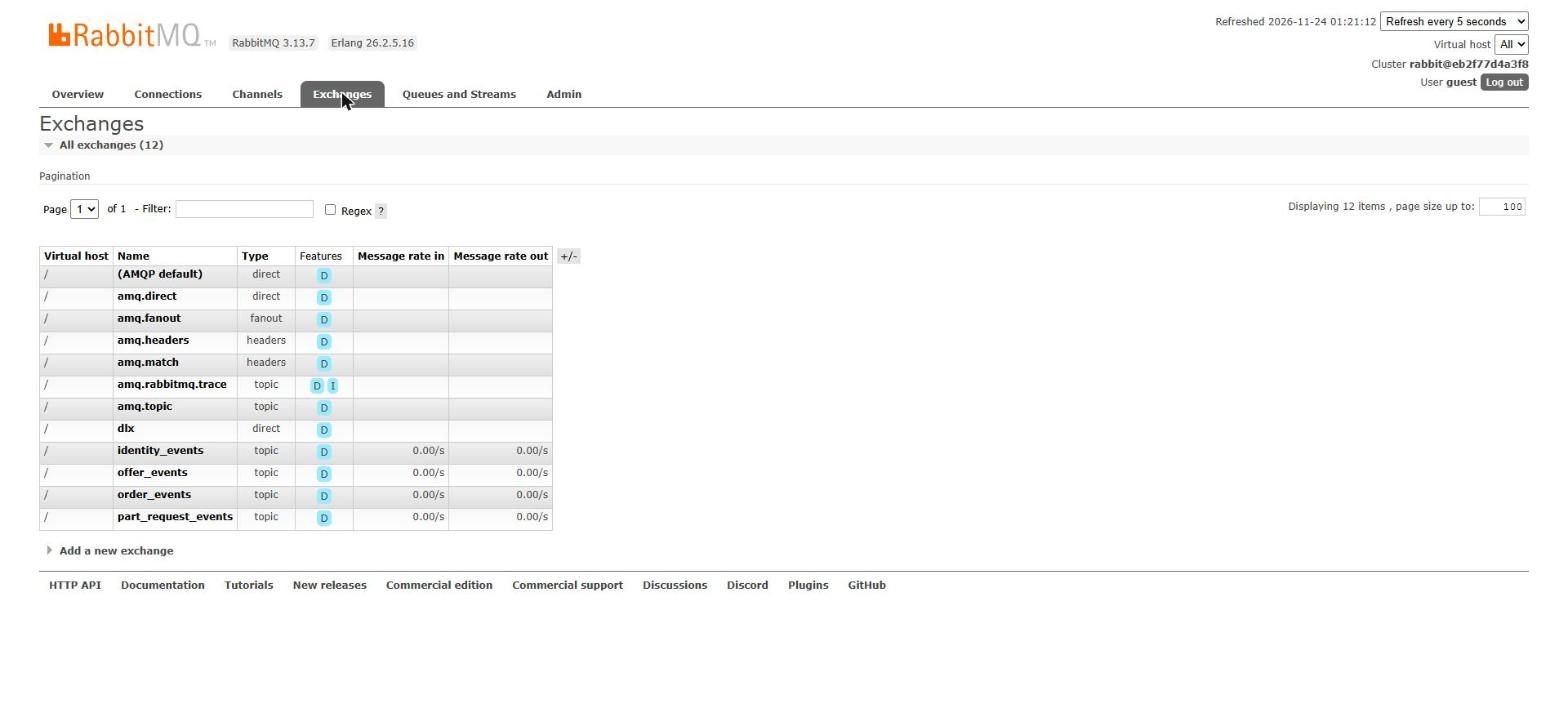 Refreshed 2026-11-24 01:21:12 Refresh every 5 seconds
RabbitMQ TM RabbitMQ 3.13.7 Erlang 26.2.5.16
Virtual host All
Cluster rabbit@eb2f77d4a3f8
User guest Log out
Overview Connections Channels Exchanges Queues and Streams Admin
Exchanges
All exchanges (12)
Pagination
Page 1 of 1 - Filter: Regex ? Displaying 12 items , page size up to: 100
Virtual host Name Type Features Message rate in Message rate out +/-
/ (AMQP default) direct D
/ amq.direct direct D
/ amq.fanout fanout D
/ amq.headers headers D
/ amq.match headers D
/ amq.rabbitmq.trace topic D I
/ amq.topic topic D
/ dlx direct D
/ identity_events topic D 0.00/s 0.00/s
/ offer_events topic D 0.00/s 0.00/s
/ order_events topic D 0.00/s 0.00/s
/ part_request_events topic D 0.00/s 0.00/s
Add a new exchange
HTTP API Documentation Tutorials New releases Commercial edition Commercial support Discussions Discord Plugins GitHub